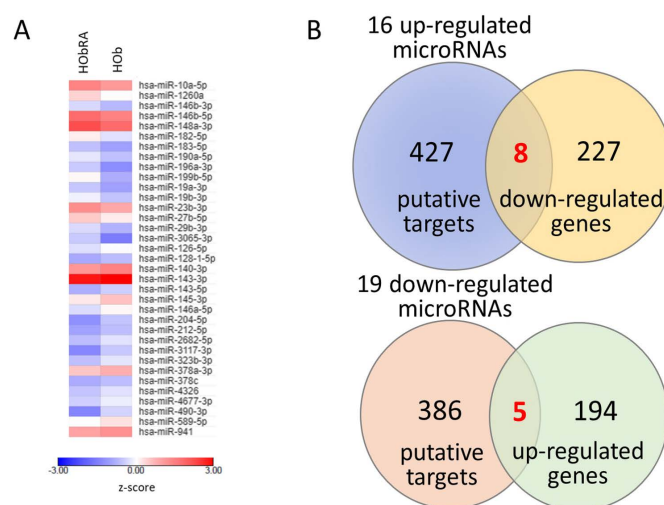 A
HObRA
HOb
hsa-miR-10a-5p
hsa-miR-1260a
hsa-miR-146b-3p
hsa-miR-146b-5p
hsa-miR-148a-3p
hsa-miR-182-5p
hsa-miR-183-5p
hsa-miR-190a-5p
hsa-miR-196a-3p
hsa-miR-199b-5p
hsa-miR-19a-3p
hsa-miR-19b-3p
hsa-miR-23b-3p
hsa-miR-27b-5p
hsa-miR-29b-3p
hsa-miR-3065-3p
hsa-miR-126-5p
hsa-miR-128-1-5p
hsa-miR-140-3p
hsa-miR-143-3p
hsa-miR-143-5p
hsa-miR-145-3p
hsa-miR-146a-5p
hsa-miR-204-5p
hsa-miR-212-5p
hsa-miR-2682-5p
hsa-miR-3117-3p
hsa-miR-323b-3p
hsa-miR-378a-3p
hsa-miR-378c
hsa-miR-4326
hsa-miR-4677-3p
hsa-miR-490-3p
hsa-miR-589-5p
hsa-miR-941
-3.00 0.00 3.00
z-score
B
16 up-regulated
microRNAs
427 8 227
putative down-regulated
targets genes
19 down-regulated
microRNAs
386 5 194
putative up-regulated
targets genes